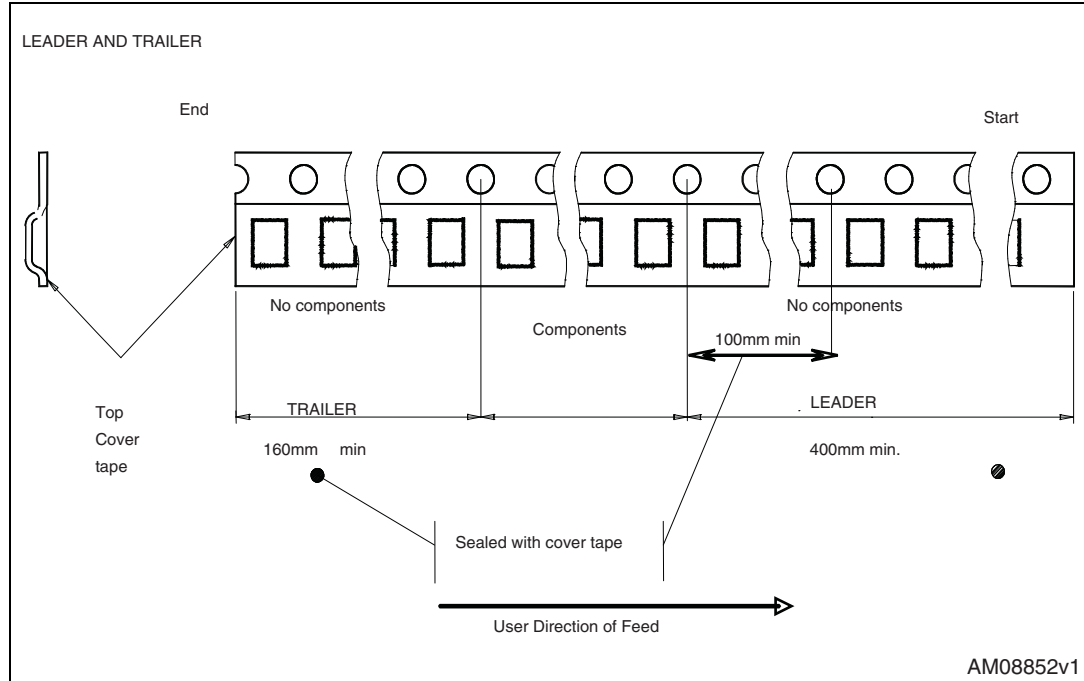 LEADER AND TRAILER
End
Start
No components
No components
Components
100mm min
Top
Cover
tape
TRAILER
LEADER
160mm min
400mm min.
Sealed with cover tape
User Direction of Feed
AM08852v1